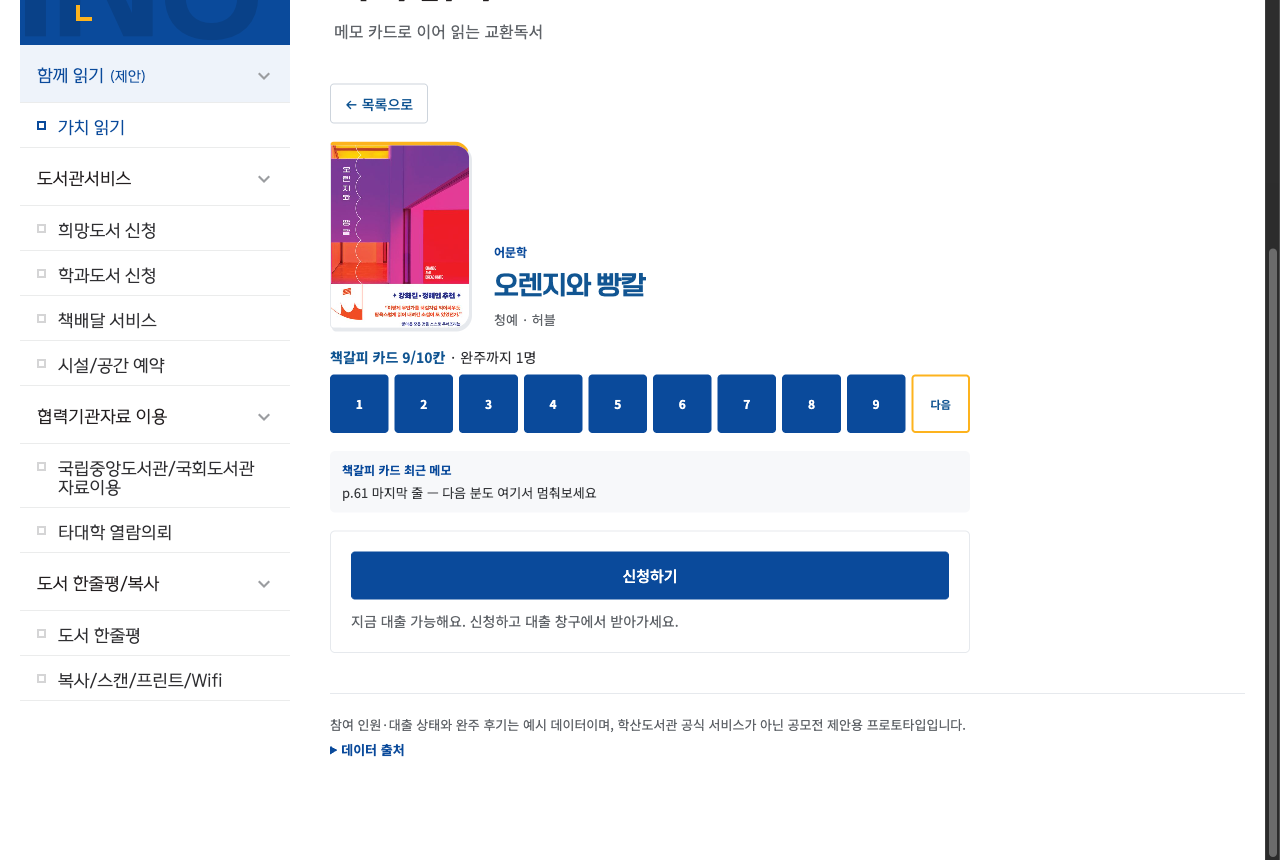 메모 카드로 이어 읽는 교환독서
함께 읽기 (제안)
가치 읽기
도서관서비스
희망도서 신청
학과도서 신청
책배달 서비스
시설/공간 예약
협력기관자료 이용
국립중앙도서관/국회도서관
자료이용
타대학 열람의뢰
도서 한줄평/복사
도서 한줄평
복사/스캔/프린트/Wifi
← 목록으로
오렌지와 빵칼
어문학
오렌지와 빵칼
청예 · 허블
책갈피 카드 9/10칸 · 완주까지 1명
1 2 3 4 5 6 7 8 9 다음
책갈피 카드 최근 메모
p.61 마지막 줄 — 다음 분도 여기서 멈춰보세요
신청하기
지금 대출 가능해요. 신청하고 대출 창구에서 받아가세요.
참여 인원·대출 상태와 완주 후기는 예시 데이터이며, 학산도서관 공식 서비스가 아닌 공모전 제안용 프로토타입입니다.
▶ 데이터 출처